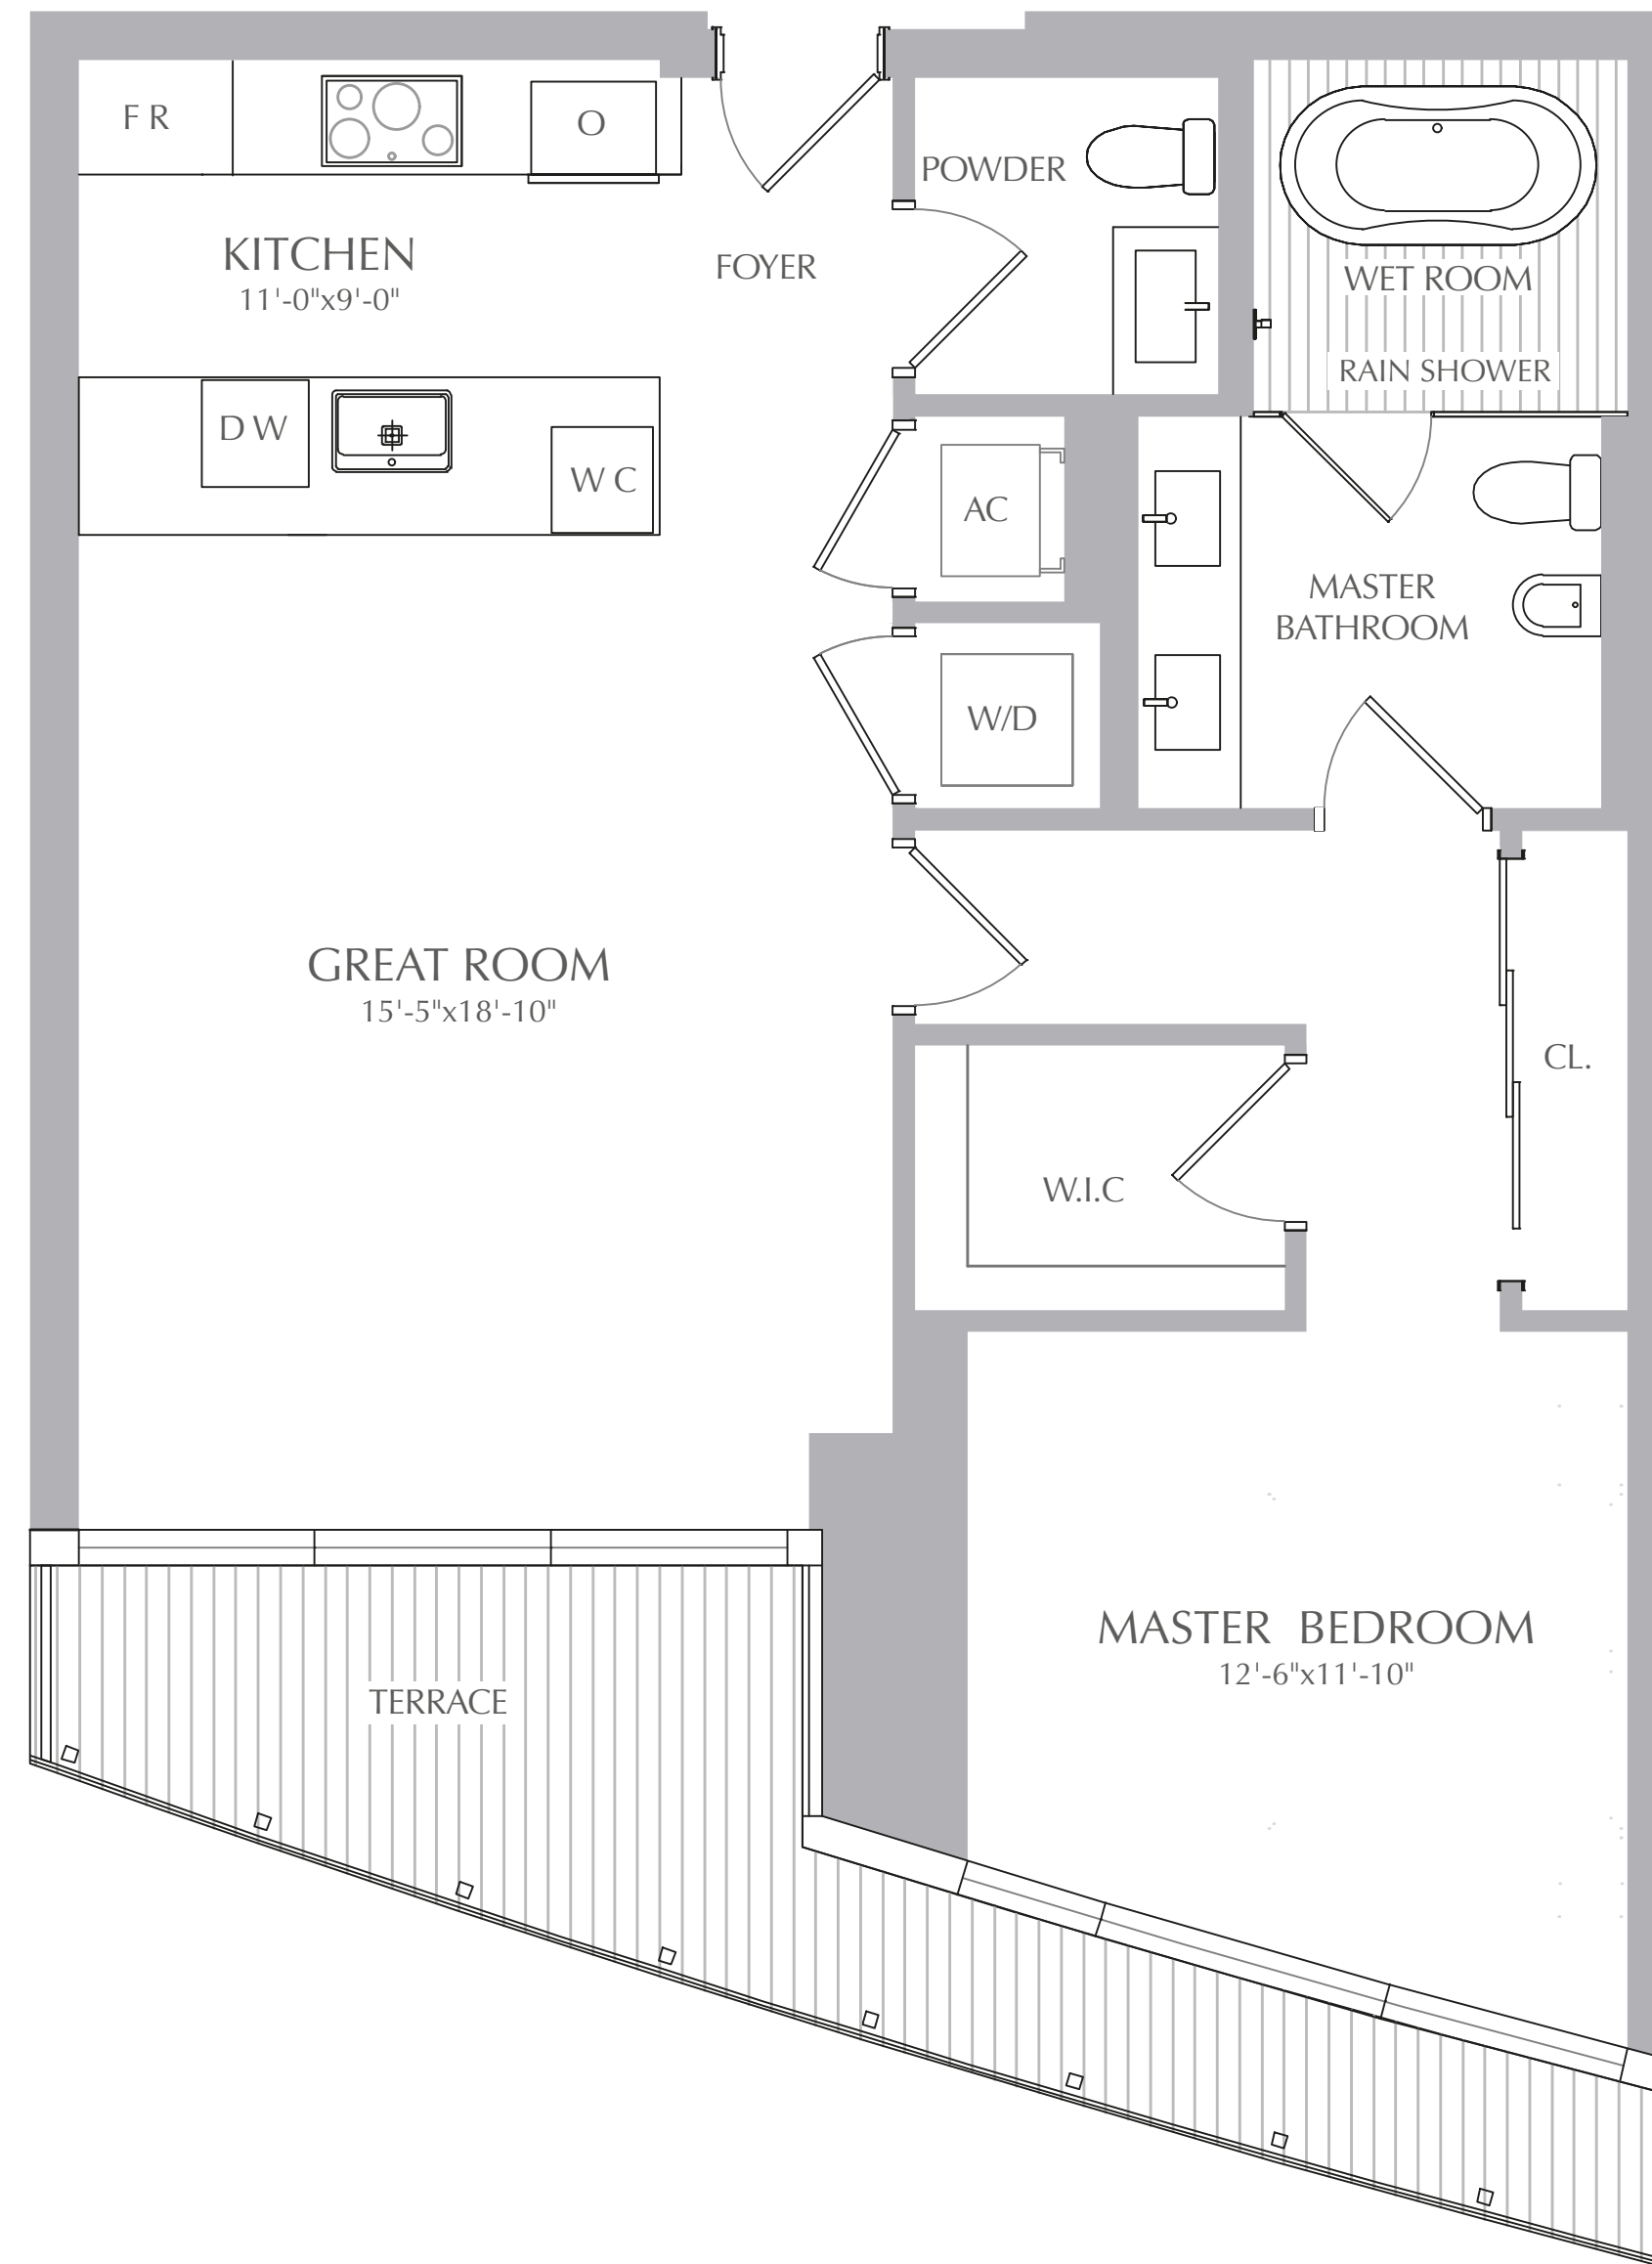 F R
O
POWDER
KITCHEN
11'-0"x9'-0"
FOYER
WET ROOM
RAIN SHOWER
D W
W C
AC
MASTER
BATHROOM
W/D
GREAT ROOM
15'-5"x18'-10"
CL.
W.I.C
MASTER BEDROOM
12'-6"x11'-10"
TERRACE